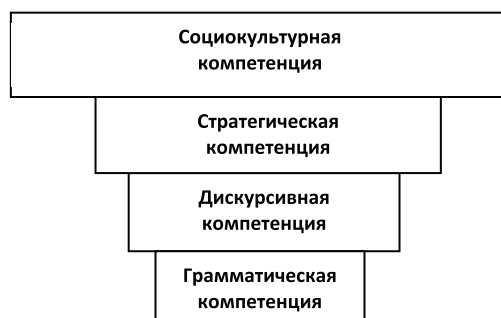 Социокультурная
компетенция
Стратегическая
компетенция
Дискурсивная
компетенция
Грамматическая
компетенция